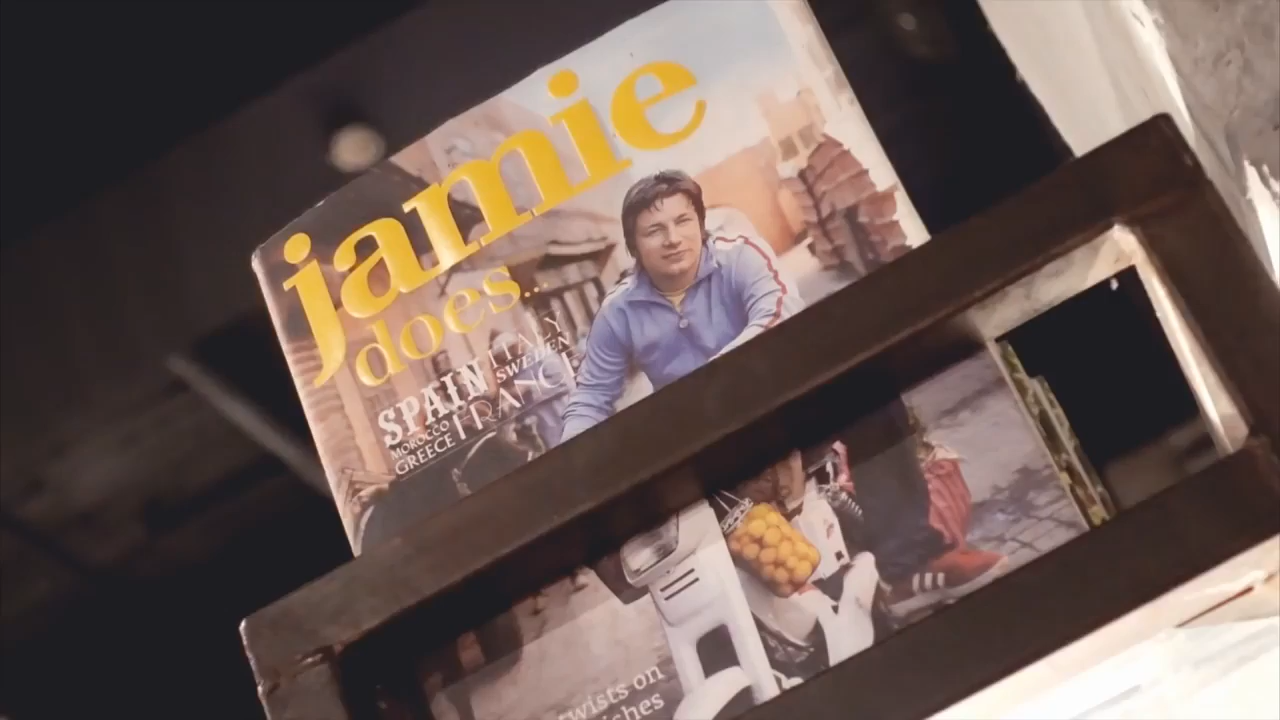 jamie
does...
SPAIN ITALY
SWEDEN
MOROCCO FRANCE
GREECE
twists on